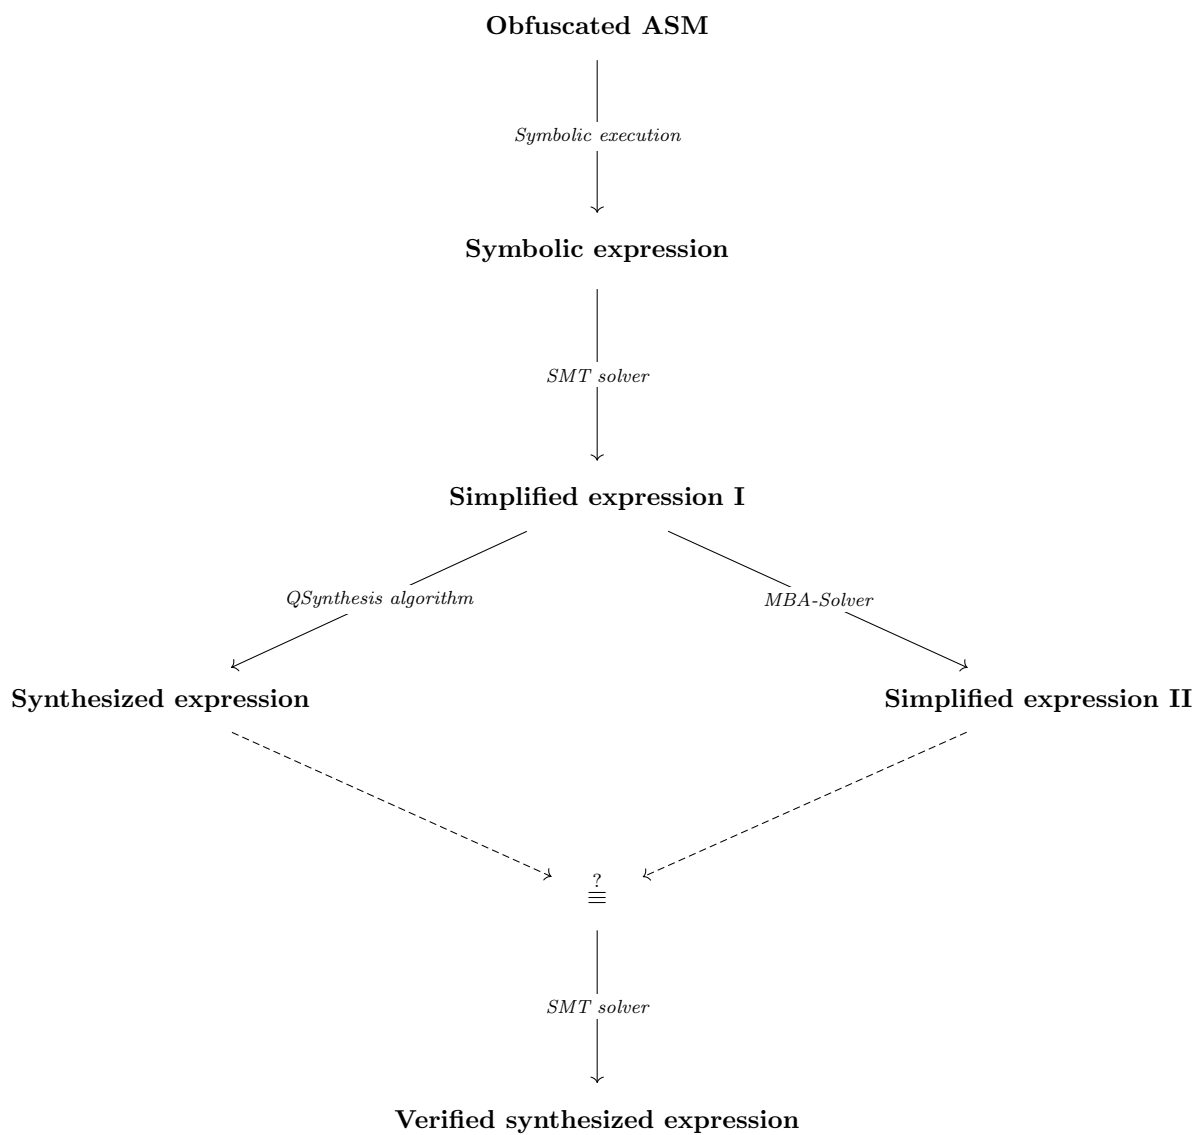 Obfuscated ASM
Symbolic execution
Symbolic expression
SMT solver
Simplified expression I
QSynthesis algorithm
MBA-Solver
Synthesized expression
Simplified expression II
?
≡
SMT solver
Verified synthesized expression